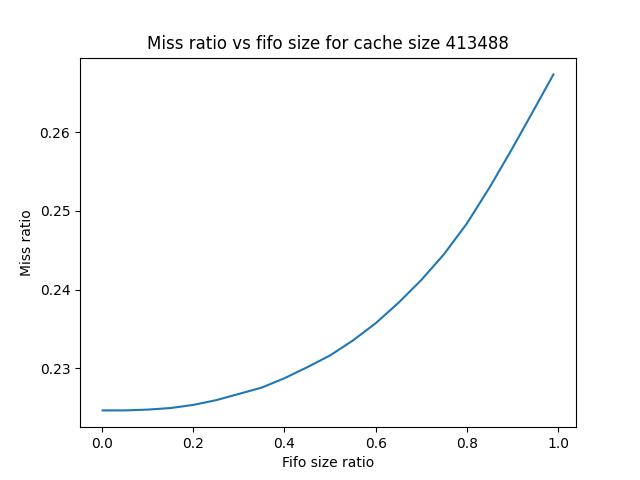 Miss ratio vs fifo size for cache size 413488
0.26
0.25
0.24
0.23
Miss ratio
0.0 0.2 0.4 0.6 0.8 1.0
Fifo size ratio